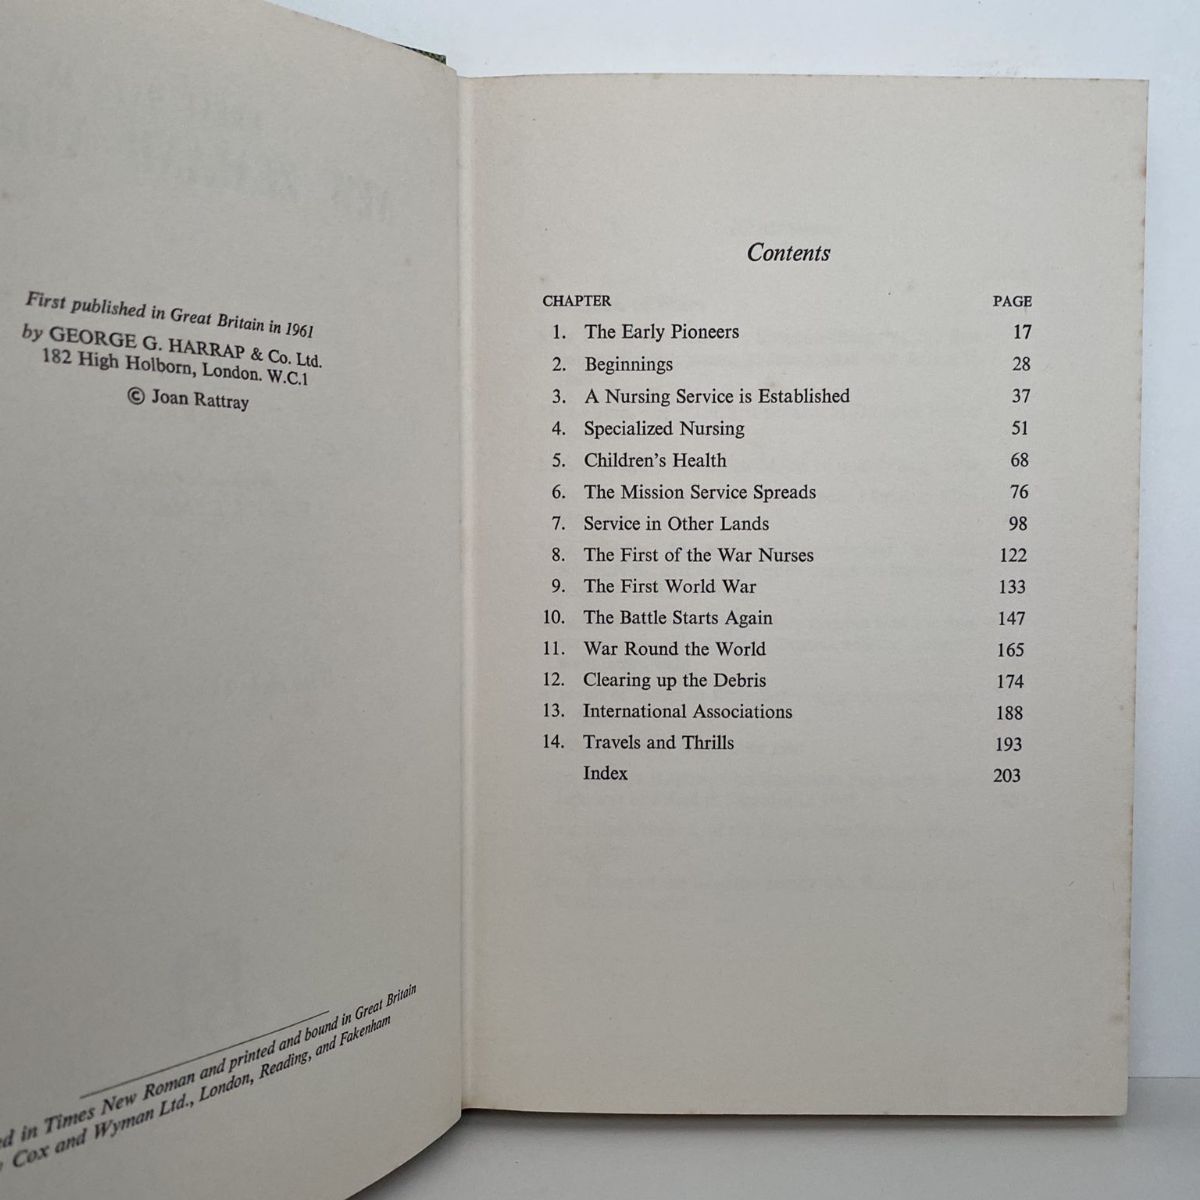 First published in Great Britain in 1961
by GEORGE G. HARRAP & Co. Ltd.
182 High Holborn, London. W.C.1
© Joan Rattray
in Times New Roman and printed and bound in Great Britain
Cox and Wyman Ltd., London, Reading, and Fakenham
Contents
CHAPTER PAGE
1. The Early Pioneers 17
2. Beginnings 28
3. A Nursing Service is Established 37
4. Specialized Nursing 51
5. Children's Health 68
6. The Mission Service Spreads 76
7. Service in Other Lands 98
8. The First of the War Nurses 122
9. The First World War 133
10. The Battle Starts Again 147
11. War Round the World 165
12. Clearing up the Debris 174
13. International Associations 188
14. Travels and Thrills 193
Index 203